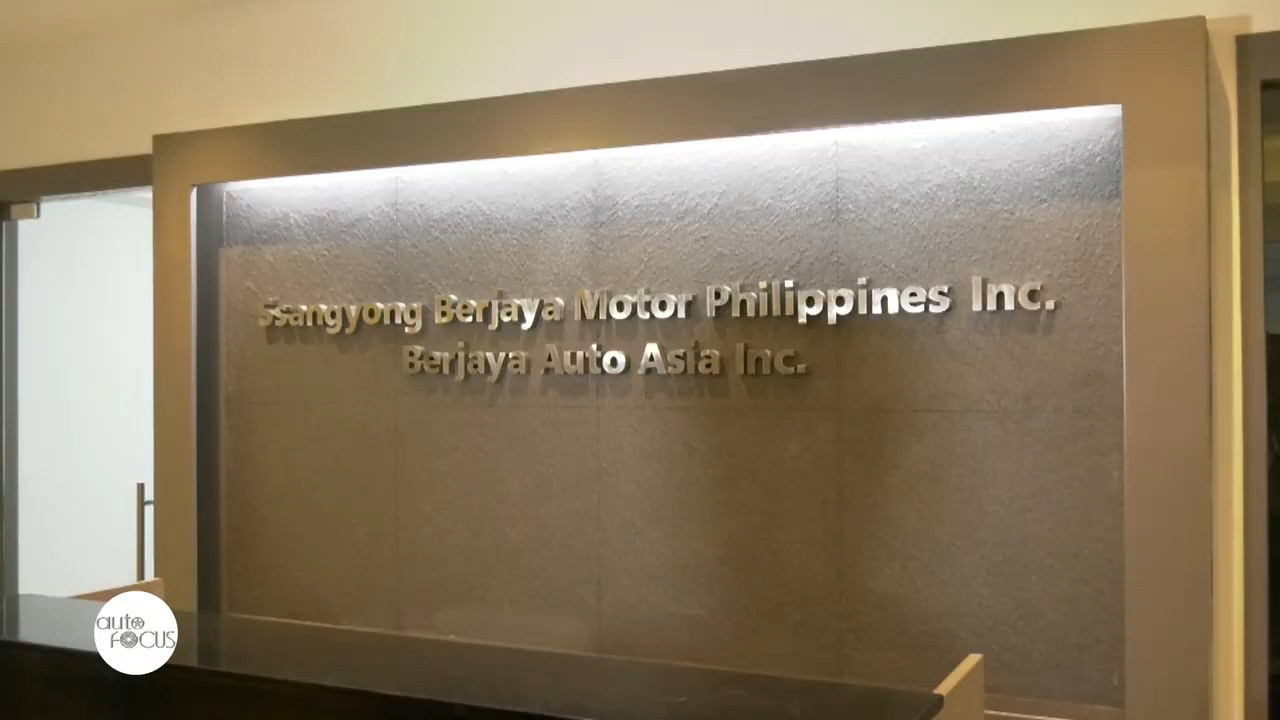 Ssangyong Berjaya Motor Philippines Inc.
Berjaya Auto Asia Inc.
auto
FOCUS